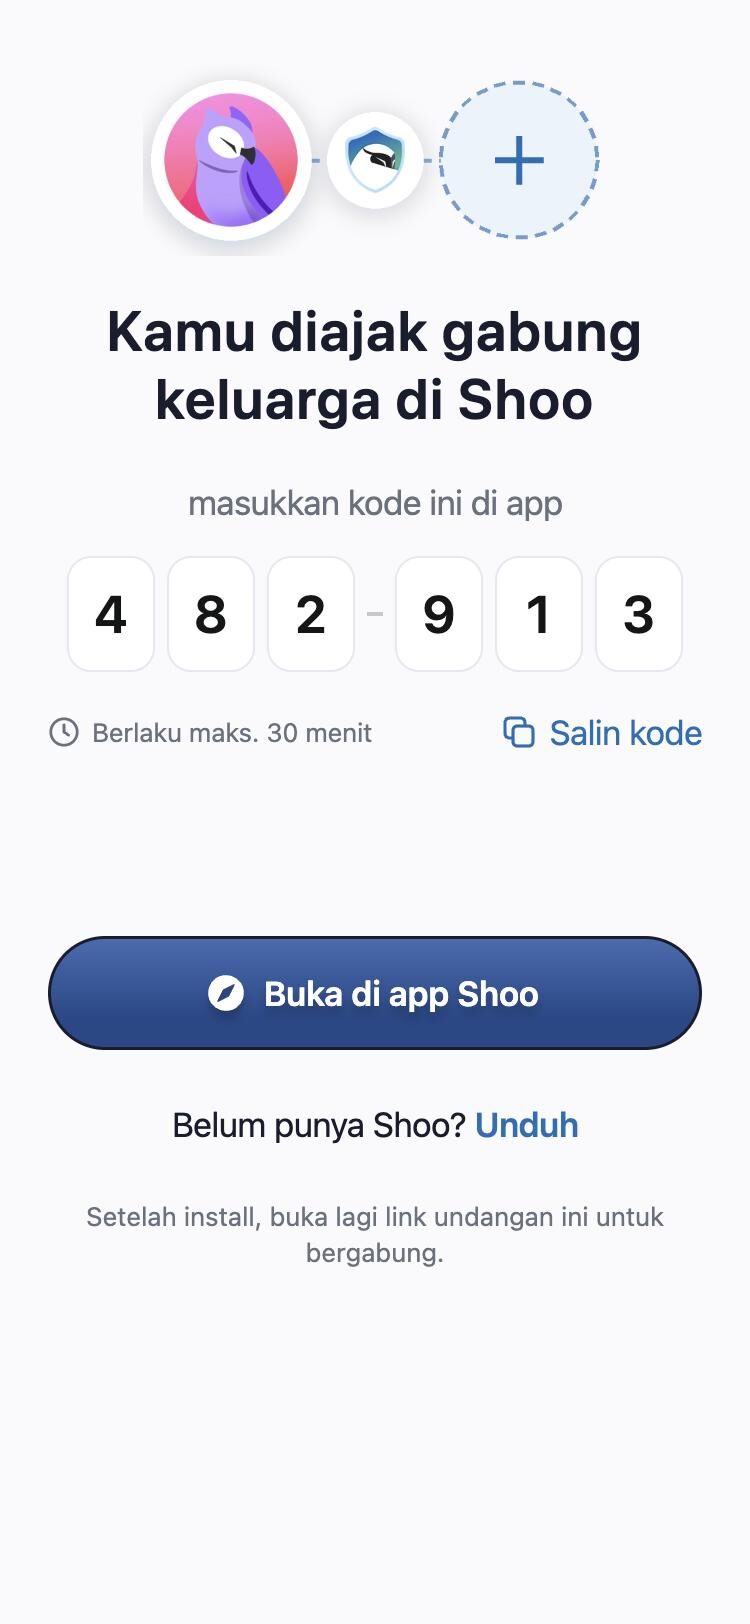 Kamu diajak gabung
keluarga di Shoo
masukkan kode ini di app
4 8 2 - 9 1 3
Berlaku maks. 30 menit
Salin kode
Buka di app Shoo
Belum punya Shoo? Unduh
Setelah install, buka lagi link undangan ini untuk
bergabung.